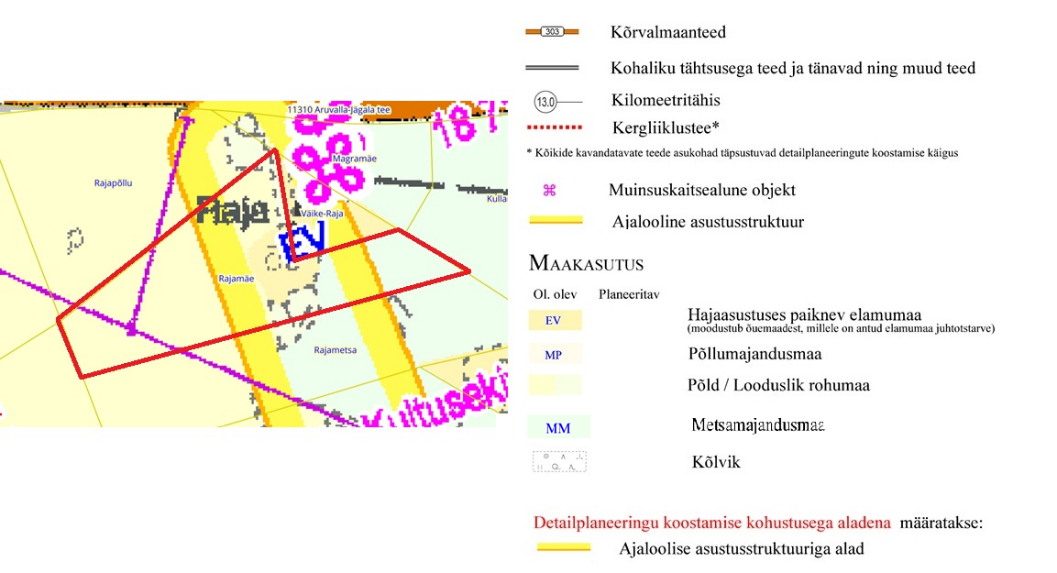 11310 Aruvalla-Jägala tee
Magramäe
Rajapõllu
Väike-Raja
Raja
Rajamäe
Rajametsa
303
Kõrvalmaanteed
Kohaliku tähtsusega teed ja tänavad ning muud teed
13,0
Kilomeetritähis
Kergliiklustee*
* Kõikide kavandatavate teede asukohad täpsustuvad detailplaneeringute koostamise käigus
Muinsuskaitsealune objekt
Ajalooline asustusstruktuur
MAAKASUTUS
Ol. olev Planeeritav
EV
Hajaasustuses paiknev elamumaa
(moodustub õuemaadest, millele on antud elamumaa juhtotstarve)
MP
Põllumajandusmaa
Põld / Looduslik rohumaa
MM
Metsamajandusmaa
Kõlvik
Detailplaneeringu koostamise kohustusega aladena määratakse:
Ajaloolise asustusstruktuuriga alad